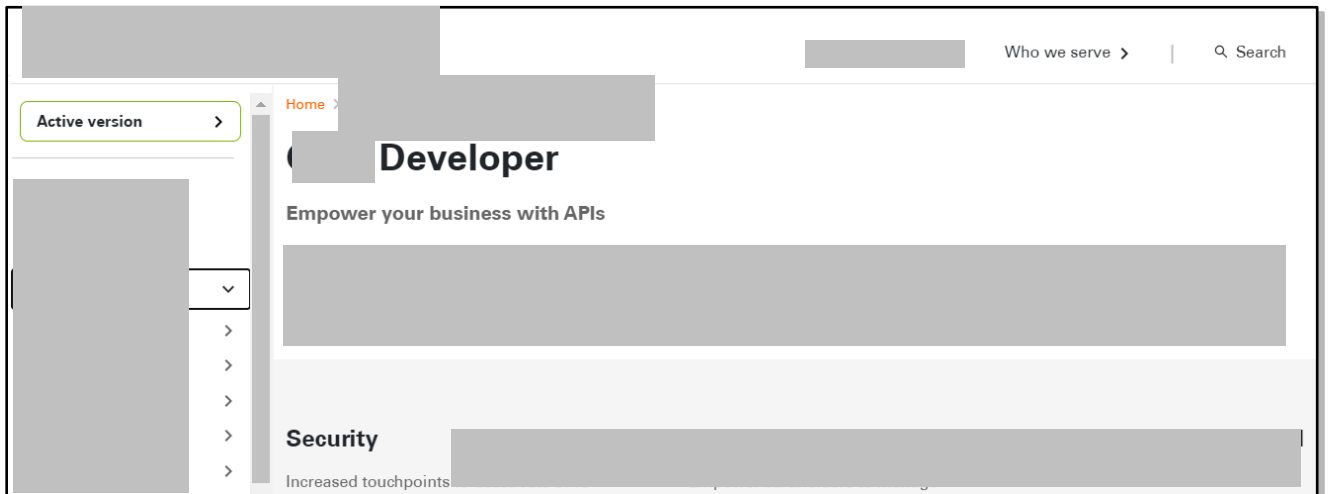 Who we serve
Search
Active version
Home
Developer
Empower your business with APIs
Security
Increased touchpoints